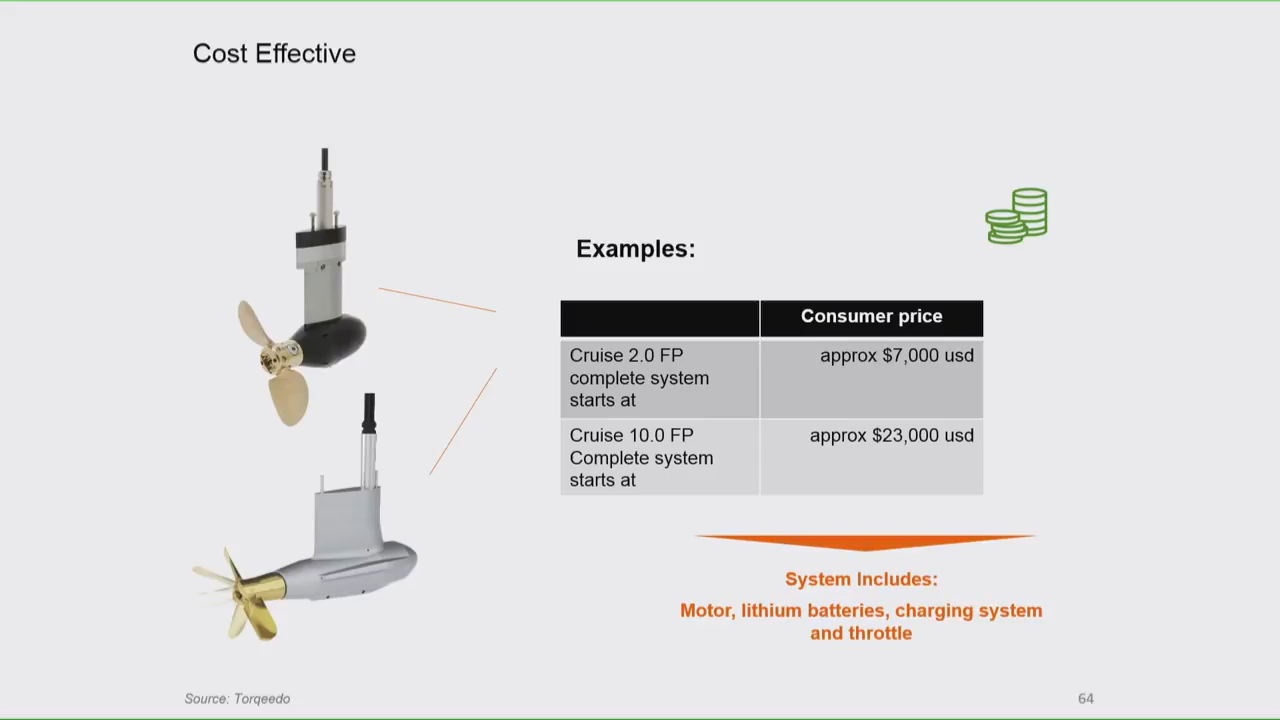 Cost Effective
Examples:
Consumer price
Cruise 2.0 FP
complete system
starts at
approx $7,000 usd
Cruise 10.0 FP
Complete system
starts at
approx $23,000 usd
System Includes:
Motor, lithium batteries, charging system
and throttle
Source: Torqeedo
64